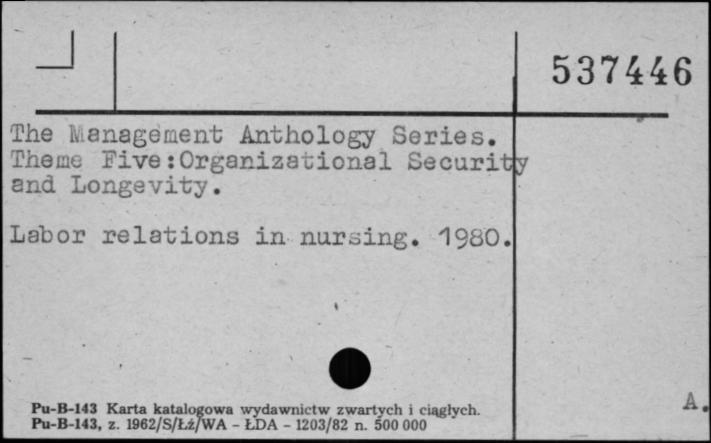 537446
The Management Anthology Series.
Theme Five:Organizational Security
and Longevity.
Labor relations in nursing. 1980.
A.
Pu-B-143 Karta katalogowa wydawnictw zwartych i ciągłych.
Pu-B-143, z. 1962/S/Łź/WA - ŁDA - 1203/82 n. 500 000